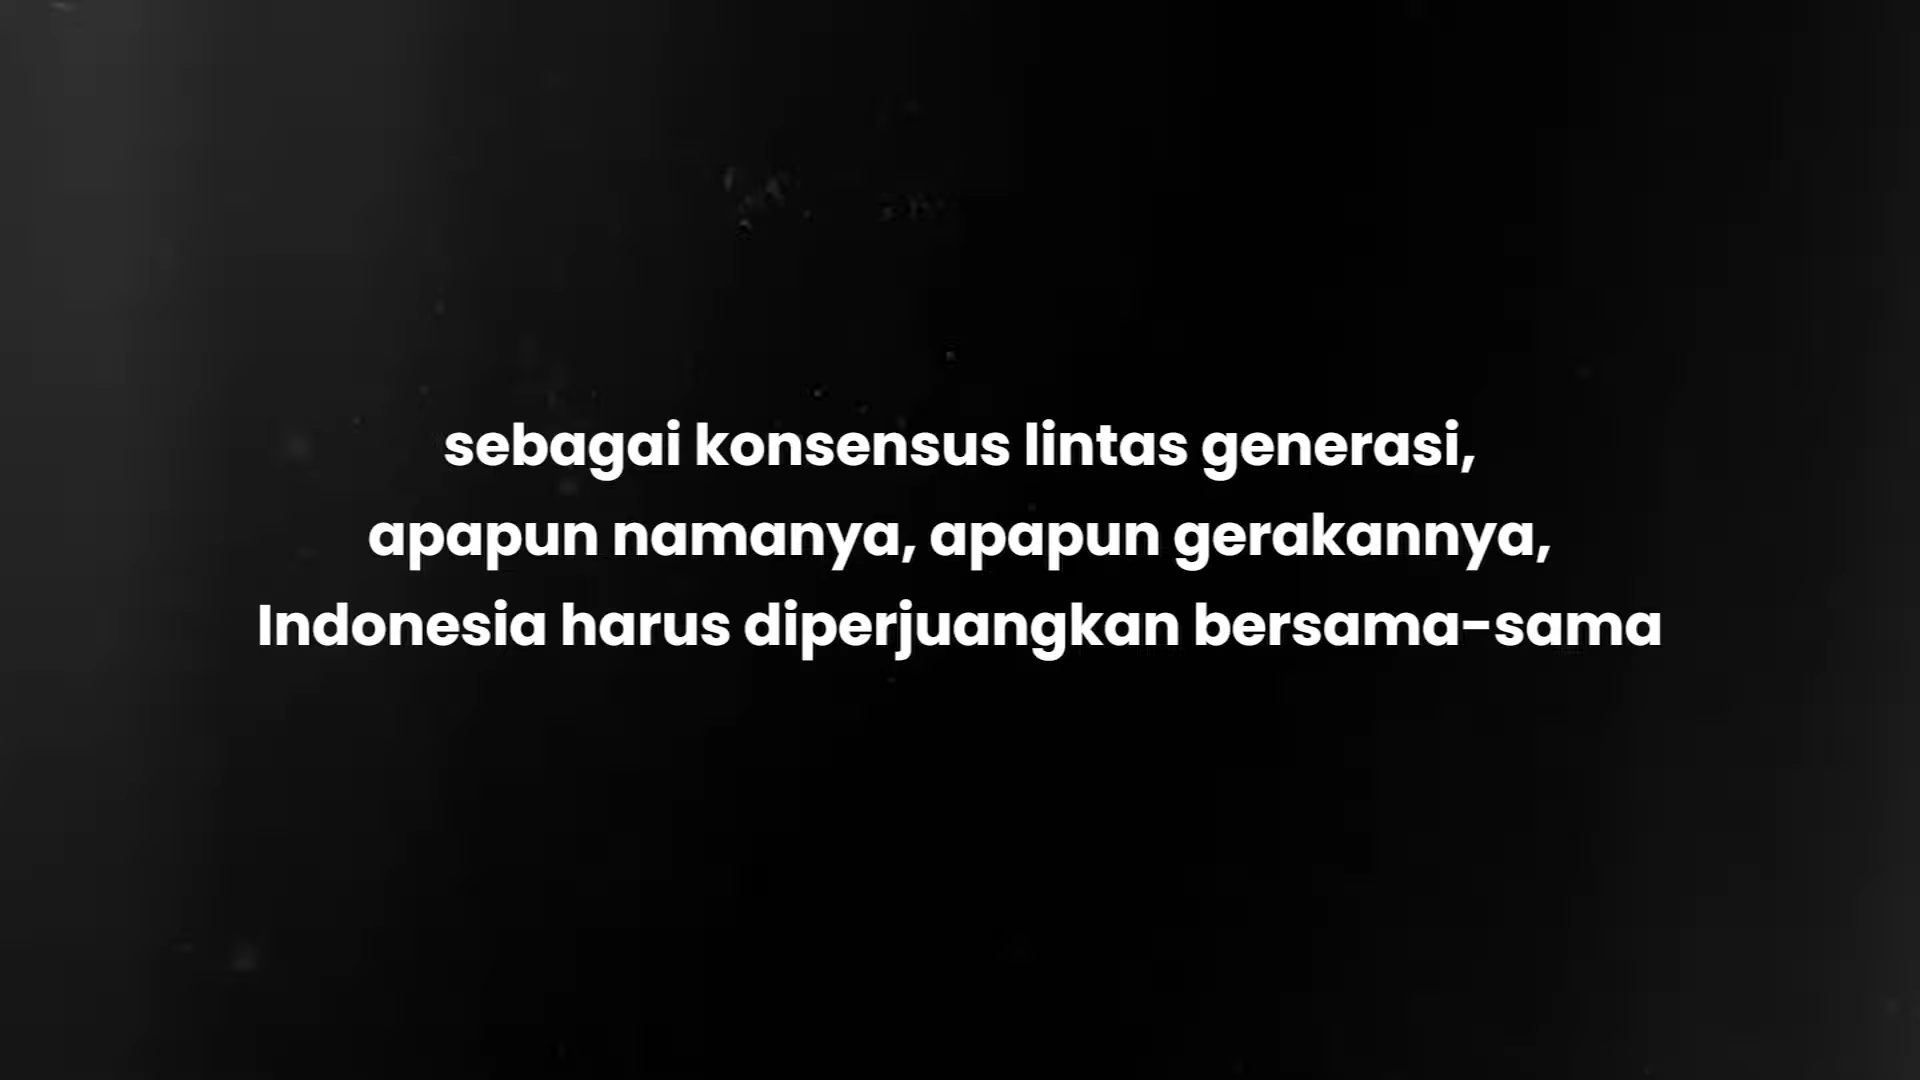 sebagai konsensus lintas generasi,
apapun namanya, apapun gerakannya,
Indonesia harus diperjuangkan bersama-sama